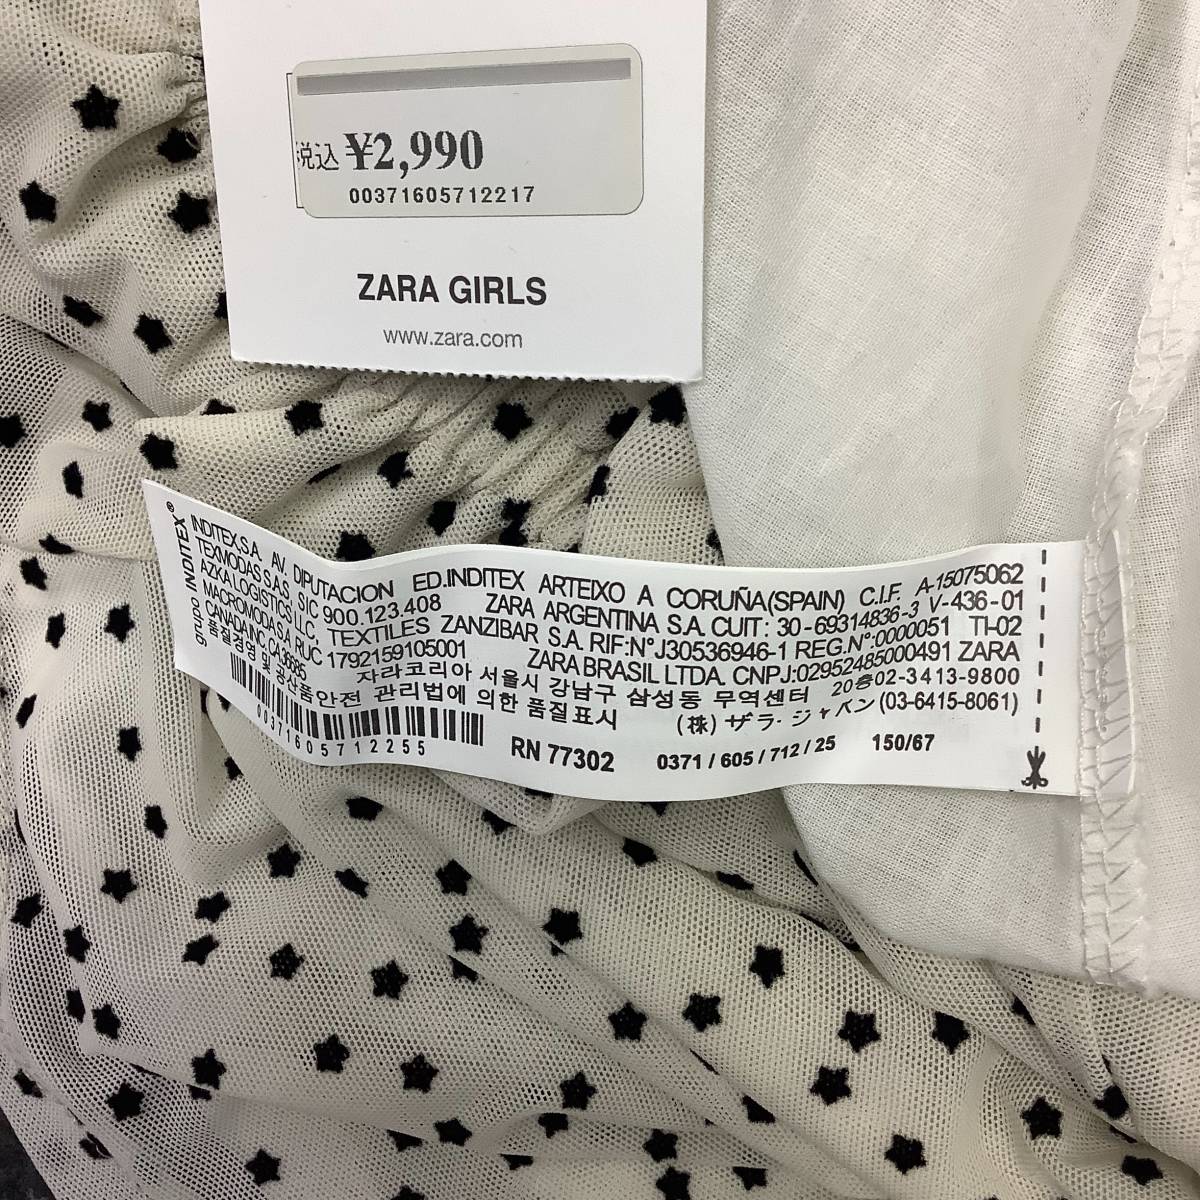 税込 ¥2,990
00371605712217
ZARA GIRLS
www.zara.com
grupo INDITEX®
INDITEX,S.A. AV. DIPUTACION ED.INDITEX ARTEIXO A CORUÑA(SPAIN) C.I.F. A-15075062
TEXMODAS S.A.S. SIC 900.123.408 ZARA ARGENTINA S.A. CUIT: 30-69314836-3 V-436-01
AZKA LOGISTICS LLC, TEXTILES ZANZIBAR S.A. RIF:N°J30536946-1 REG.N°:0000051 TI-02
MACROMODA S.A. RUC 1792159105001 ZARA BRASIL LTDA. CNPJ:02952485000491 ZARA
CANADA INC. CA36685 자라코리아 서울시 강남구 삼성동 무역센터 20층02-3413-9800
품질경영 및 공산품안전 관리법에 의한 품질표시 (株) ザラ・ジャパン(03-6415-8061)
00371605712255 RN 77302 0371 / 605 / 712 / 25 150/67